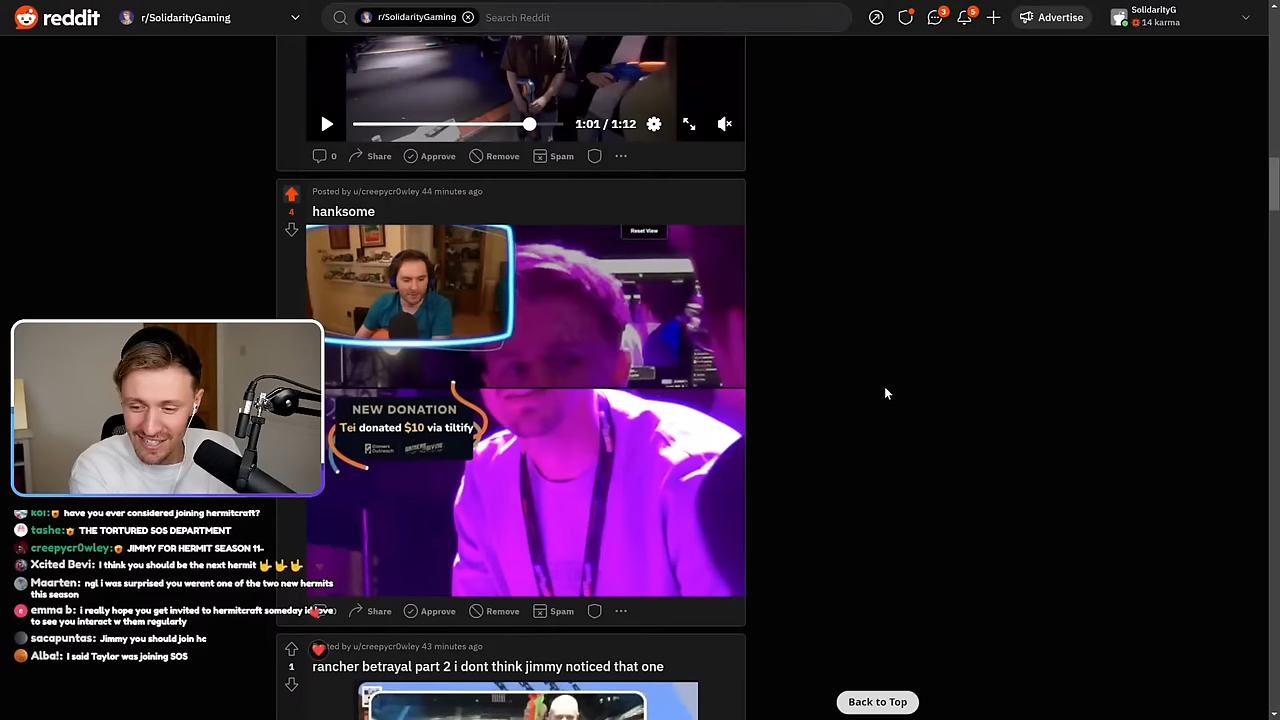 reddit
r/SolidarityGaming
r/SolidarityGaming
Search Reddit
3
5
Advertise
SolidarityG
14 karma
1:01 / 1:12
0
Share
Approve
Remove
Spam
4
Posted by u/creepycr0wley 44 minutes ago
hanksome
Reset View
NEW DONATION
Tei donated $10 via tiltify
Gamers
Outreach
koi: have you ever considered joining hermitcraft?
tashe: THE TORTURED SOS DEPARTMENT
creepycr0wley: JIMMY FOR HERMIT SEASON 11-
Xcited Bevi: I think you should be the next hermit 🤟🤟🤟
Maarten: ngl i was surprised you werent one of the two new hermits
this season
emma b: i really hope you get invited to hermitcraft someday id love
to see you interact w them regularly
sacapuntas: Jimmy you should join hc
Alba!: I said Taylor was joining SOS
Share
Approve
Remove
Spam
1
by u/creepycr0wley 43 minutes ago
rancher betrayal part 2 i dont think jimmy noticed that one
Back to Top